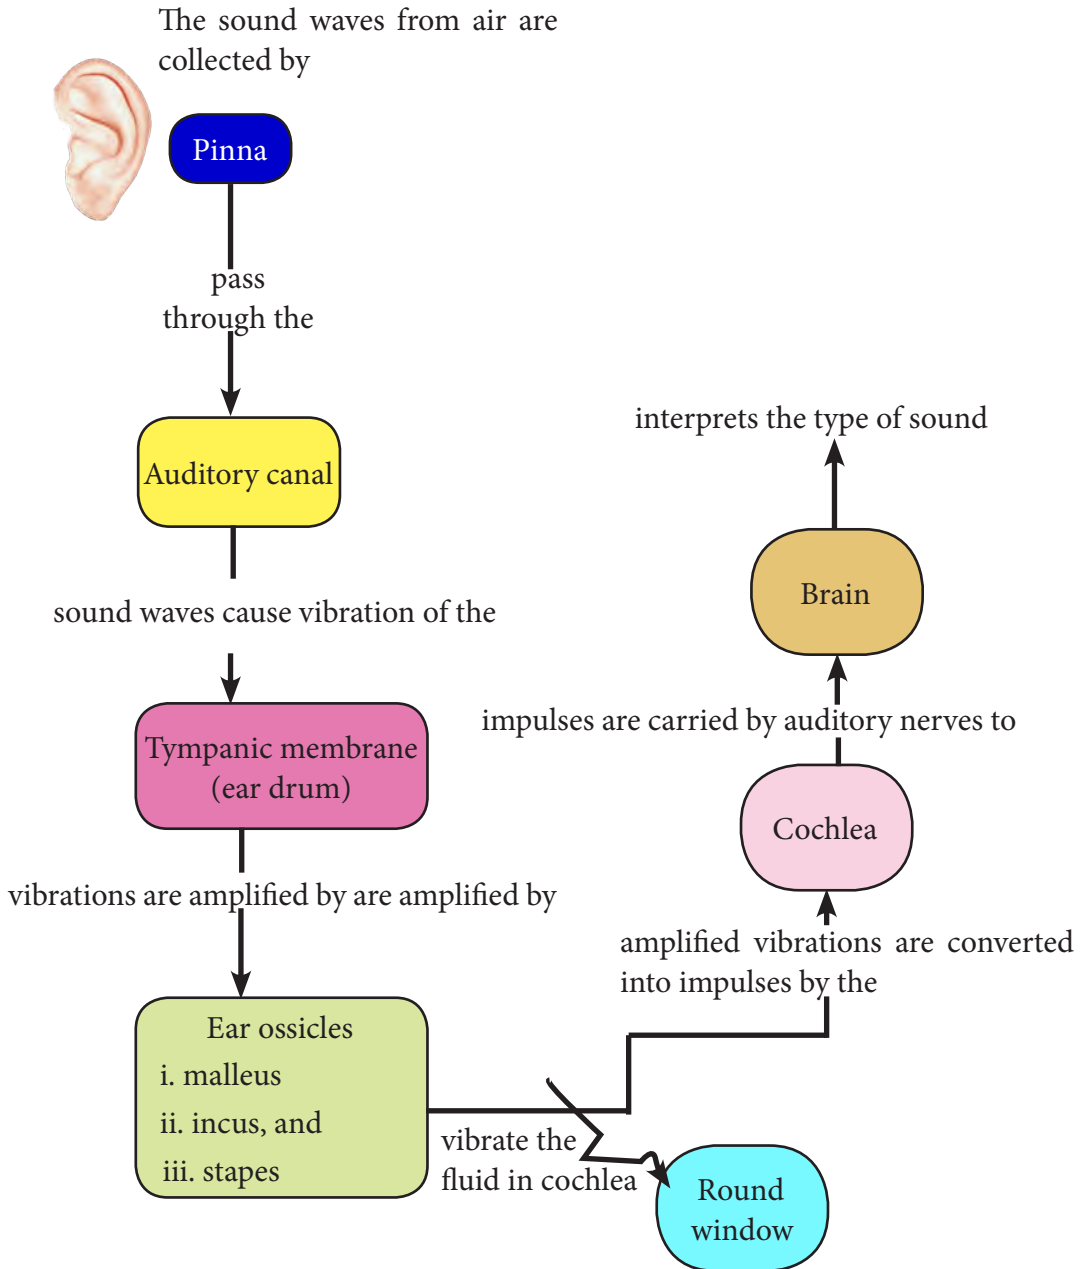 The sound waves from air are
collected by
Pinna
pass
through the
Auditory canal
sound waves cause vibration of the
Tympanic membrane
(ear drum)
vibrations are amplified by are amplified by
Ear ossicles
i. malleus
ii. incus, and
iii. stapes
vibrate the
fluid in cochlea
Round
window
amplified vibrations are converted
into impulses by the
Cochlea
impulses are carried by auditory nerves to
Brain
interprets the type of sound